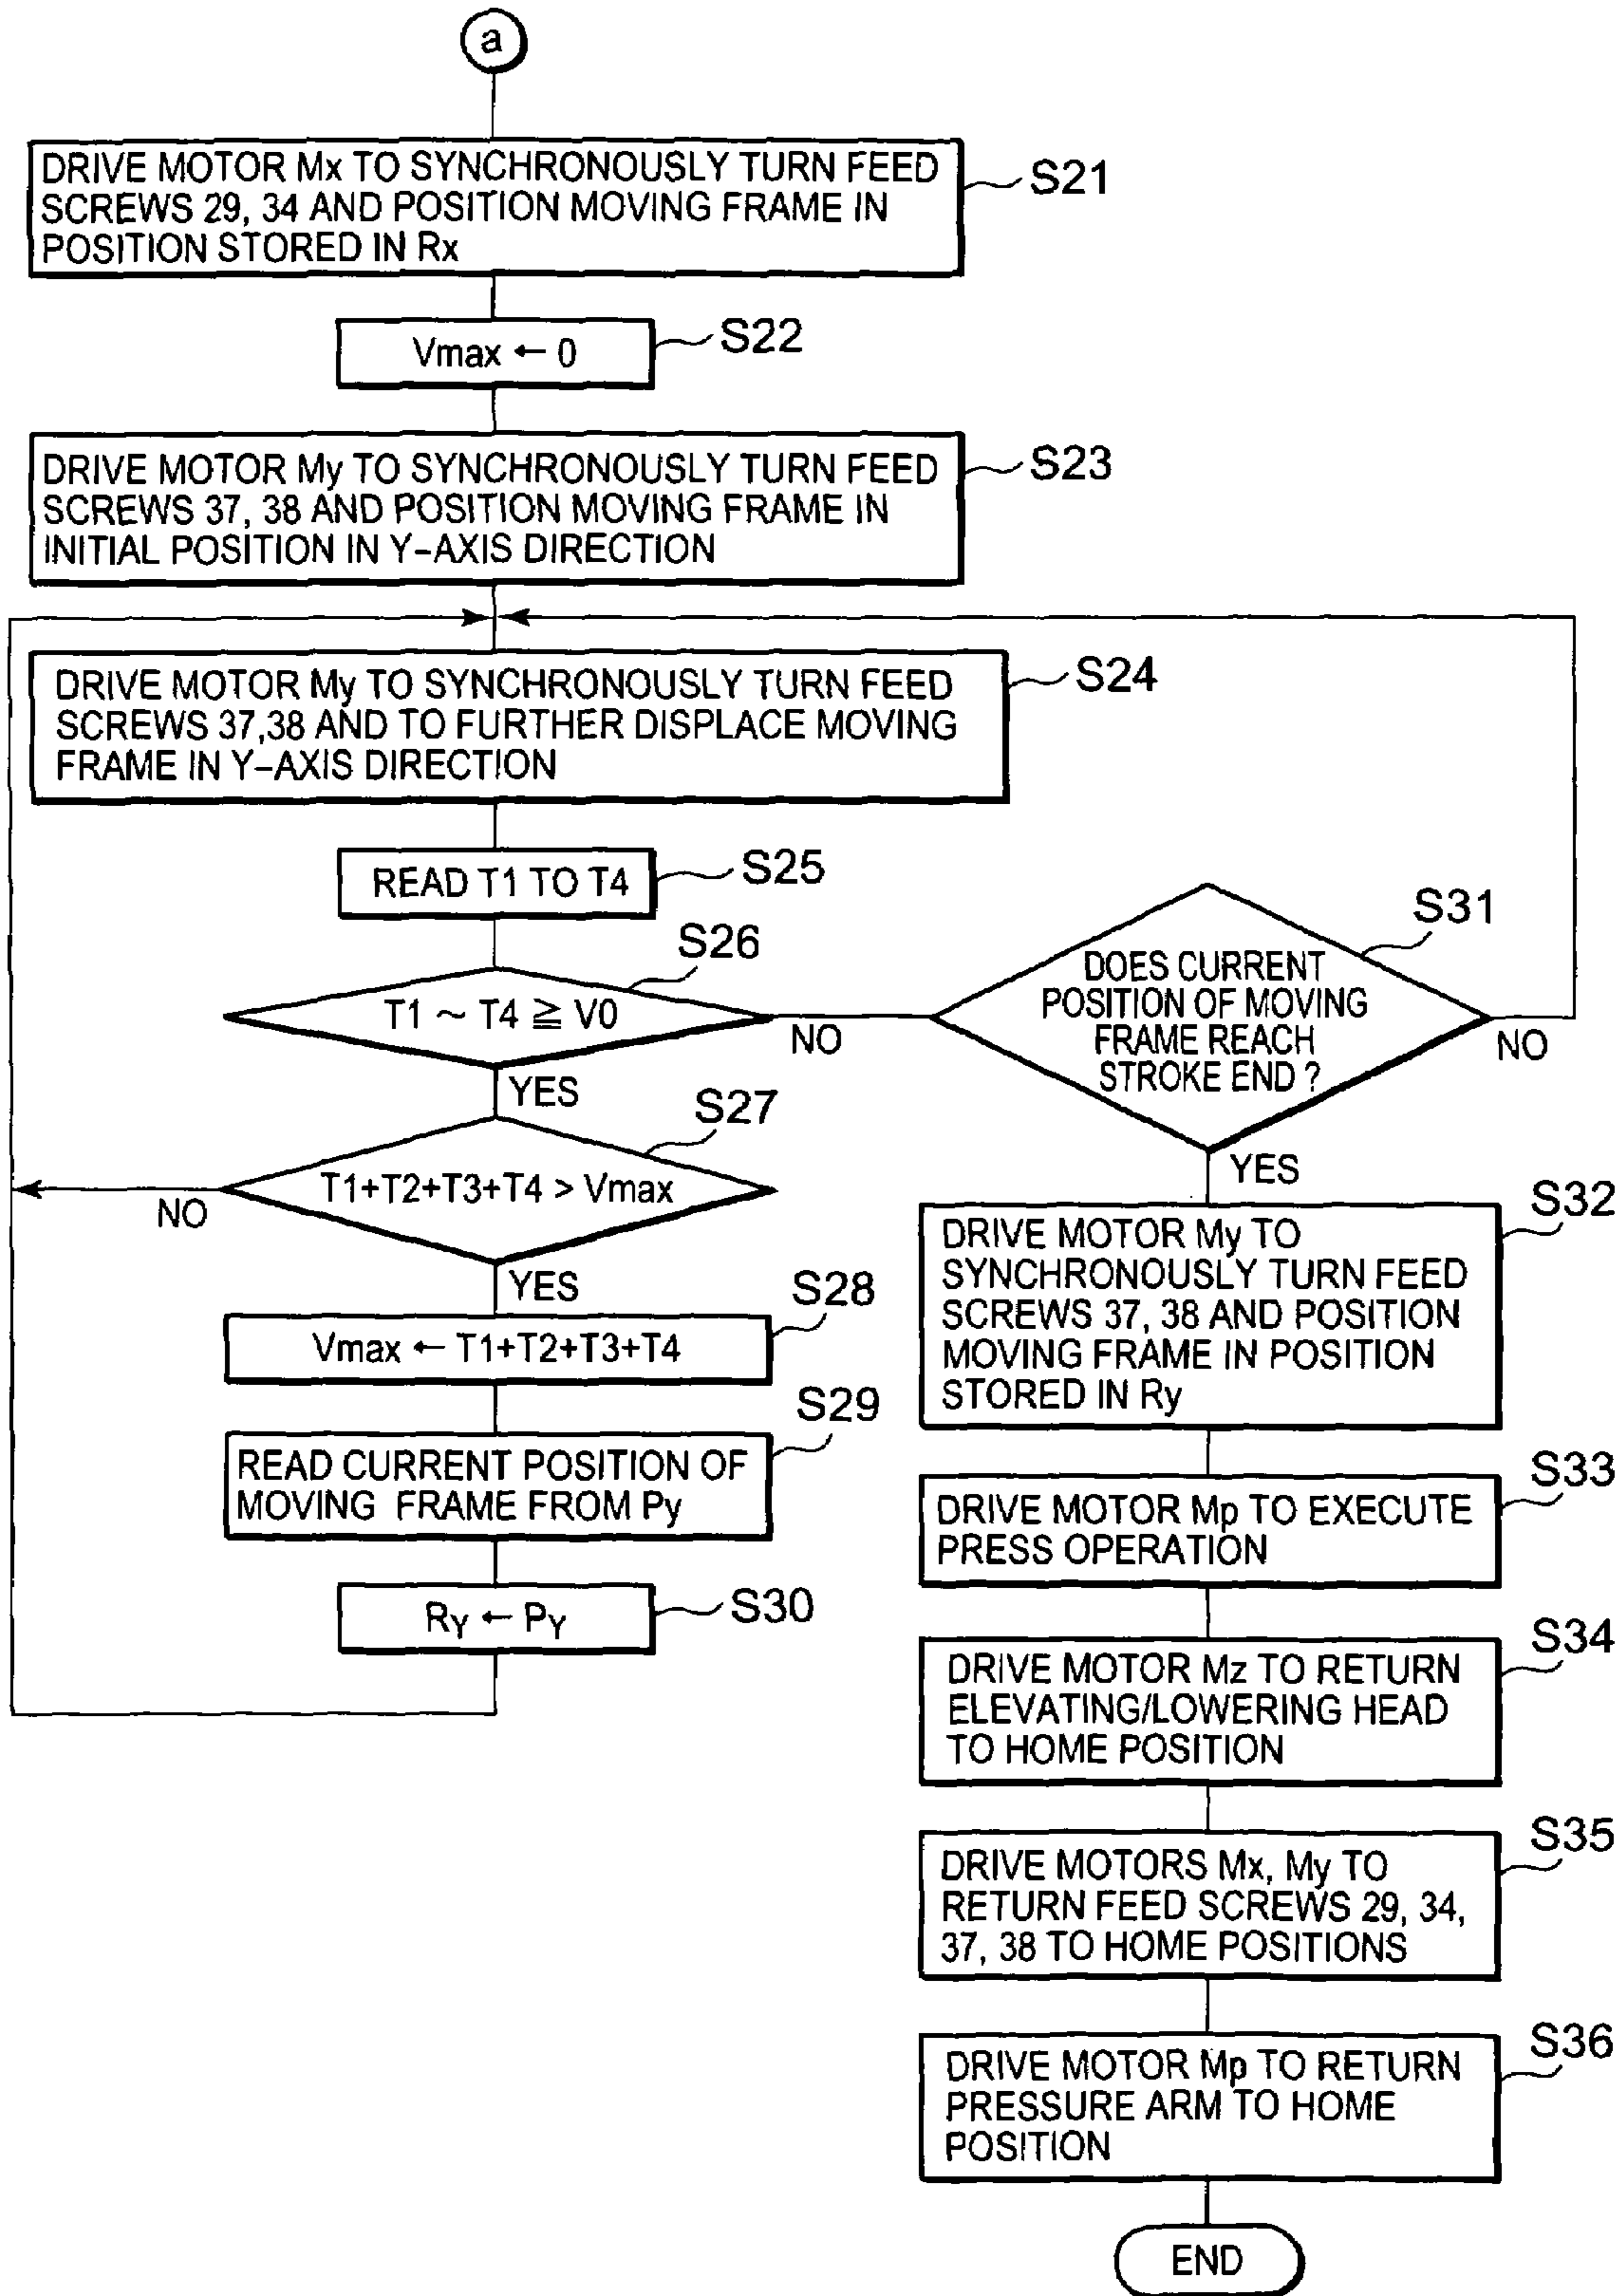 a
DRIVE MOTOR Mx TO SYNCHRONOUSLY TURN FEED
SCREWS 29, 34 AND POSITION MOVING FRAME IN
POSITION STORED IN Rx
S21
Vmax ← 0
S22
DRIVE MOTOR My TO SYNCHRONOUSLY TURN FEED
SCREWS 37, 38 AND POSITION MOVING FRAME IN
INITIAL POSITION IN Y-AXIS DIRECTION
S23
DRIVE MOTOR My TO SYNCHRONOUSLY TURN FEED
SCREWS 37,38 AND TO FURTHER DISPLACE MOVING
FRAME IN Y-AXIS DIRECTION
S24
READ T1 TO T4
S25
T1 ~ T4 ≧ V0
S26
NO
YES
T1+T2+T3+T4 > Vmax
S27
NO
YES
Vmax ← T1+T2+T3+T4
S28
READ CURRENT POSITION OF
MOVING FRAME FROM Py
S29
RY ← PY
S30
DOES CURRENT
POSITION OF MOVING
FRAME REACH
STROKE END ?
S31
NO
YES
DRIVE MOTOR My TO
SYNCHRONOUSLY TURN FEED
SCREWS 37, 38 AND POSITION
MOVING FRAME IN POSITION
STORED IN Ry
S32
DRIVE MOTOR Mp TO EXECUTE
PRESS OPERATION
S33
DRIVE MOTOR Mz TO RETURN
ELEVATING/LOWERING HEAD
TO HOME POSITION
S34
DRIVE MOTORS Mx, My TO
RETURN FEED SCREWS 29, 34,
37, 38 TO HOME POSITIONS
S35
DRIVE MOTOR Mp TO RETURN
PRESSURE ARM TO HOME
POSITION
S36
END